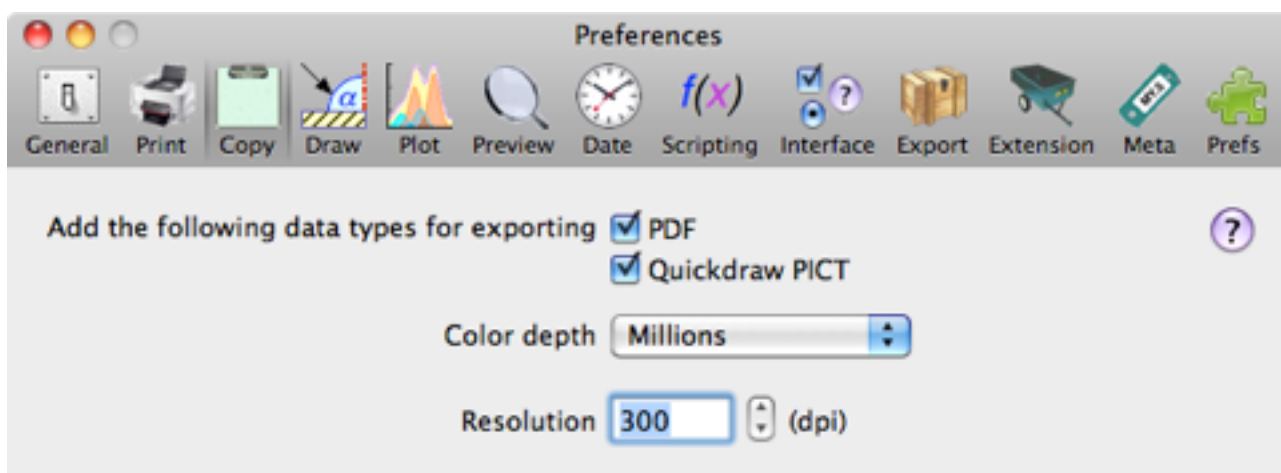 Preferences
α
f(x)
?
MY:
General Print Copy Draw Plot Preview Date Scripting Interface Export Extension Meta Prefs
Add the following data types for exporting PDF
?
Quickdraw PICT
Color depth Millions
Resolution 300 (dpi)